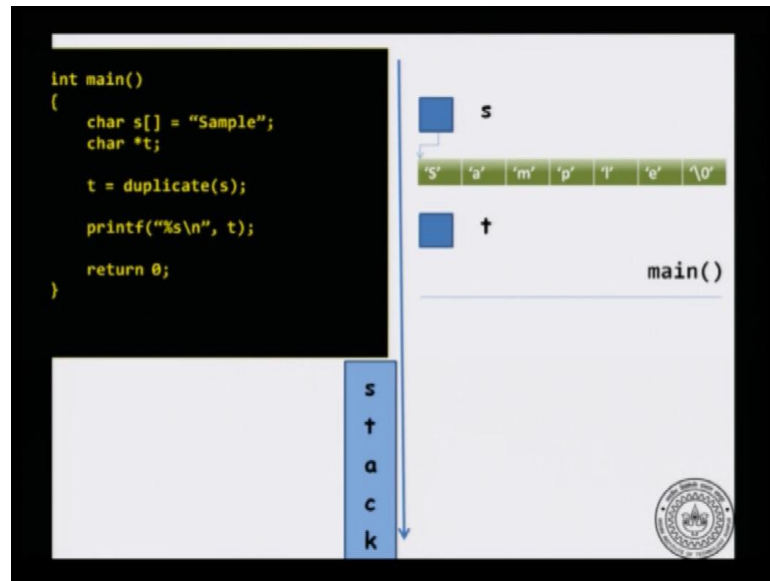 int main()
{
char s[] = “Sample”;
char *t;
t = duplicate(s);
printf(“%s\n”, t);
return 0;
}
s
‘S’ ‘a’ ‘m’ ‘p’ ‘l’ ‘e’ ‘\0’
t
main()
s
t
a
c
k